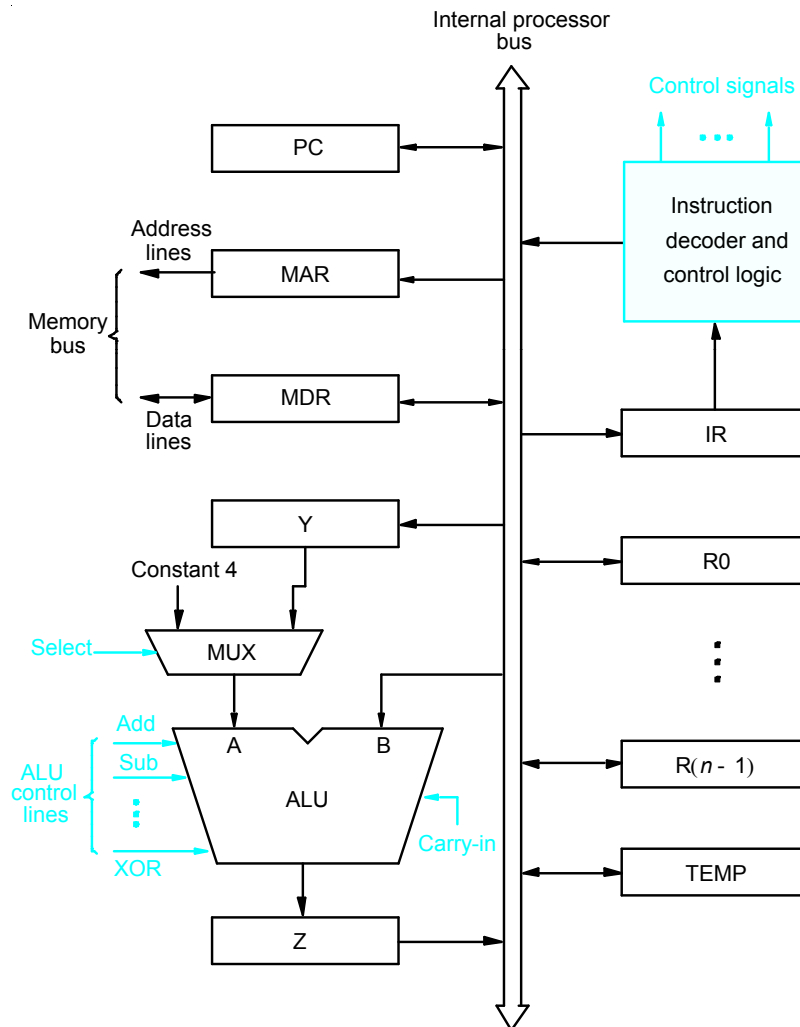 Internal processor
bus
Control signals
PC
Instruction
decoder and
control logic
Address
lines
MAR
Memory
bus
MDR
Data
lines
IR
Y
Constant 4
R0
Select
MUX
Add
A
B
R(n - 1)
Sub
ALU
control
lines
ALU
Carry-in
XOR
TEMP
Z